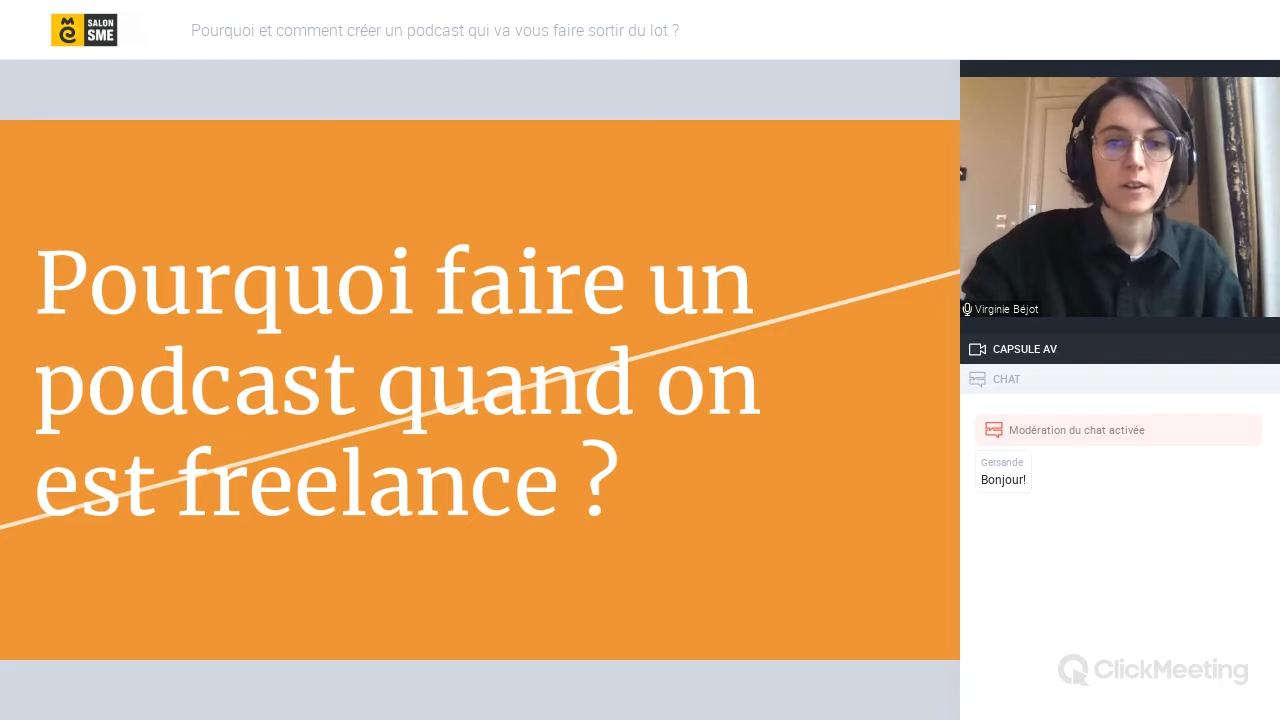 SALON
SME
Pourquoi et comment créer un podcast qui va vous faire sortir du lot ?
Pourquoi faire un
podcast quand on
est freelance ?
Virginie Béjot
CAPSULE AV
CHAT
Modération du chat activée
Gersande
Bonjour!
ClickMeeting